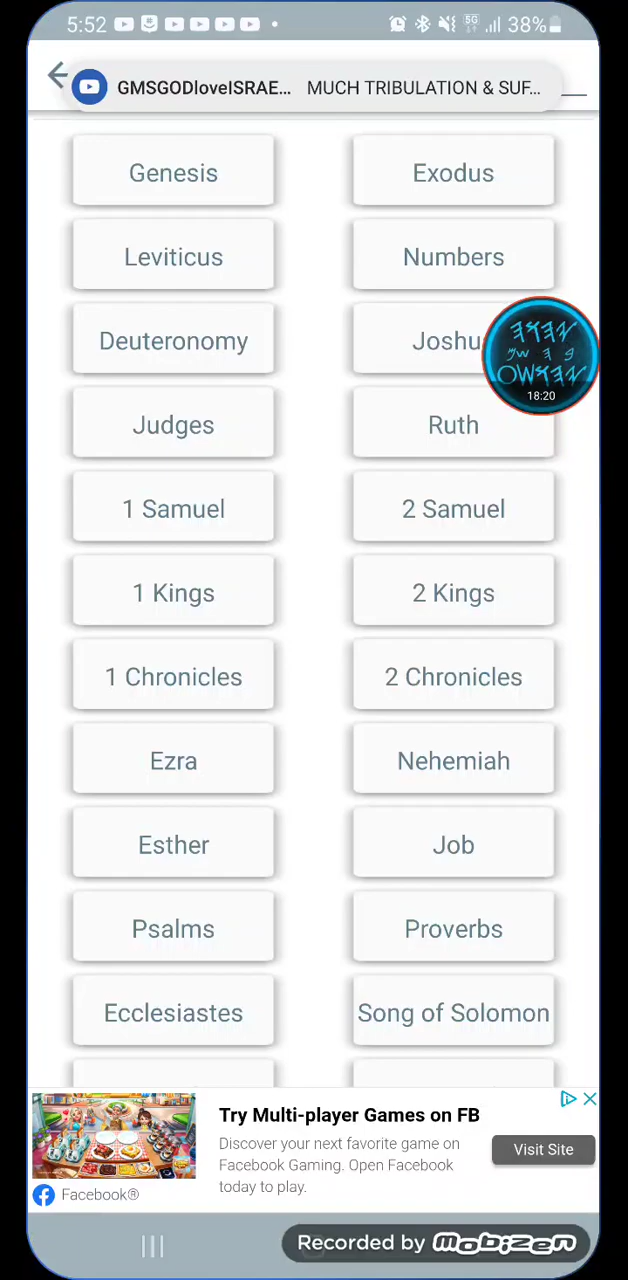 5:52
38%
GMSGODloveISRAE... MUCH TRIBULATION & SUF...
Genesis Exodus
Leviticus Numbers
Deuteronomy Joshu
18:20
Judges Ruth
1 Samuel 2 Samuel
1 Kings 2 Kings
1 Chronicles 2 Chronicles
Ezra Nehemiah
Esther Job
Psalms Proverbs
Ecclesiastes Song of Solomon
Try Multi-player Games on FB
Discover your next favorite game on
Facebook Gaming. Open Facebook
today to play.
Visit Site
Facebook®
Recorded by Mobizen